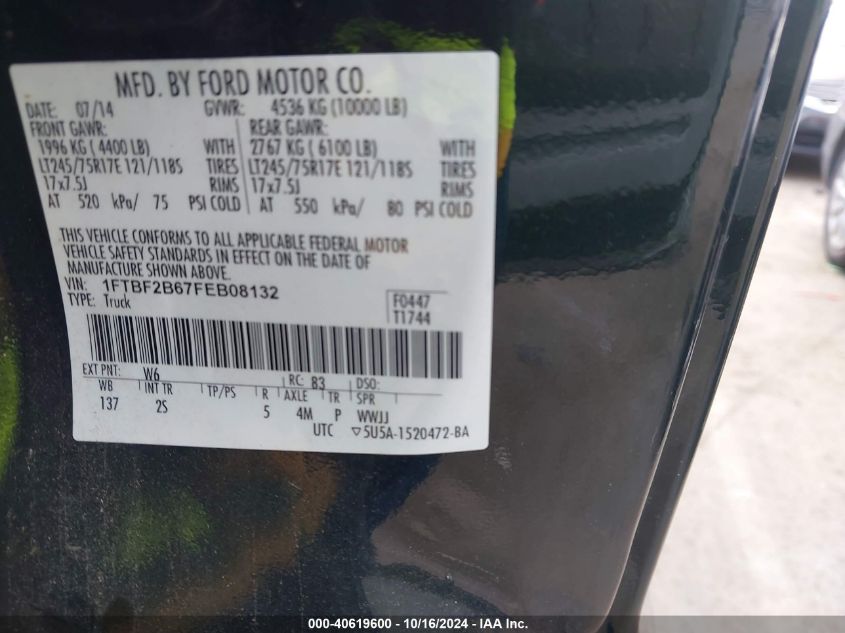 MFD. BY FORD MOTOR CO.
DATE: 07/14 GVWR: 4536 KG (10000 LB)
FRONT GAWR: REAR GAWR:
1996 KG ( 4400 LB) WITH 2767 KG ( 6100 LB) WITH
LT245/75R17E 121/118S TIRES LT245/75R17E 121/118S TIRES
17x7.5J RIMS 17x7.5J RIMS
AT 520 kPa/ 75 PSI COLD AT 550 kPa/ 80 PSI COLD
THIS VEHICLE CONFORMS TO ALL APPLICABLE FEDERAL MOTOR
VEHICLE SAFETY STANDARDS IN EFFECT ON THE DATE OF
MANUFACTURE SHOWN ABOVE.
VIN: 1FTBF2B67FEB08132
TYPE: Truck
F0447
T1744
EXT PNT: W6 RC: 83 DSO:
WB INT TR TP/PS R AXLE TR SPR
137 2S 5 4M P WWJJ
UTC ▽5U5A-1520472-BA
000-40619600 - 10/16/2024 - IAA Inc.